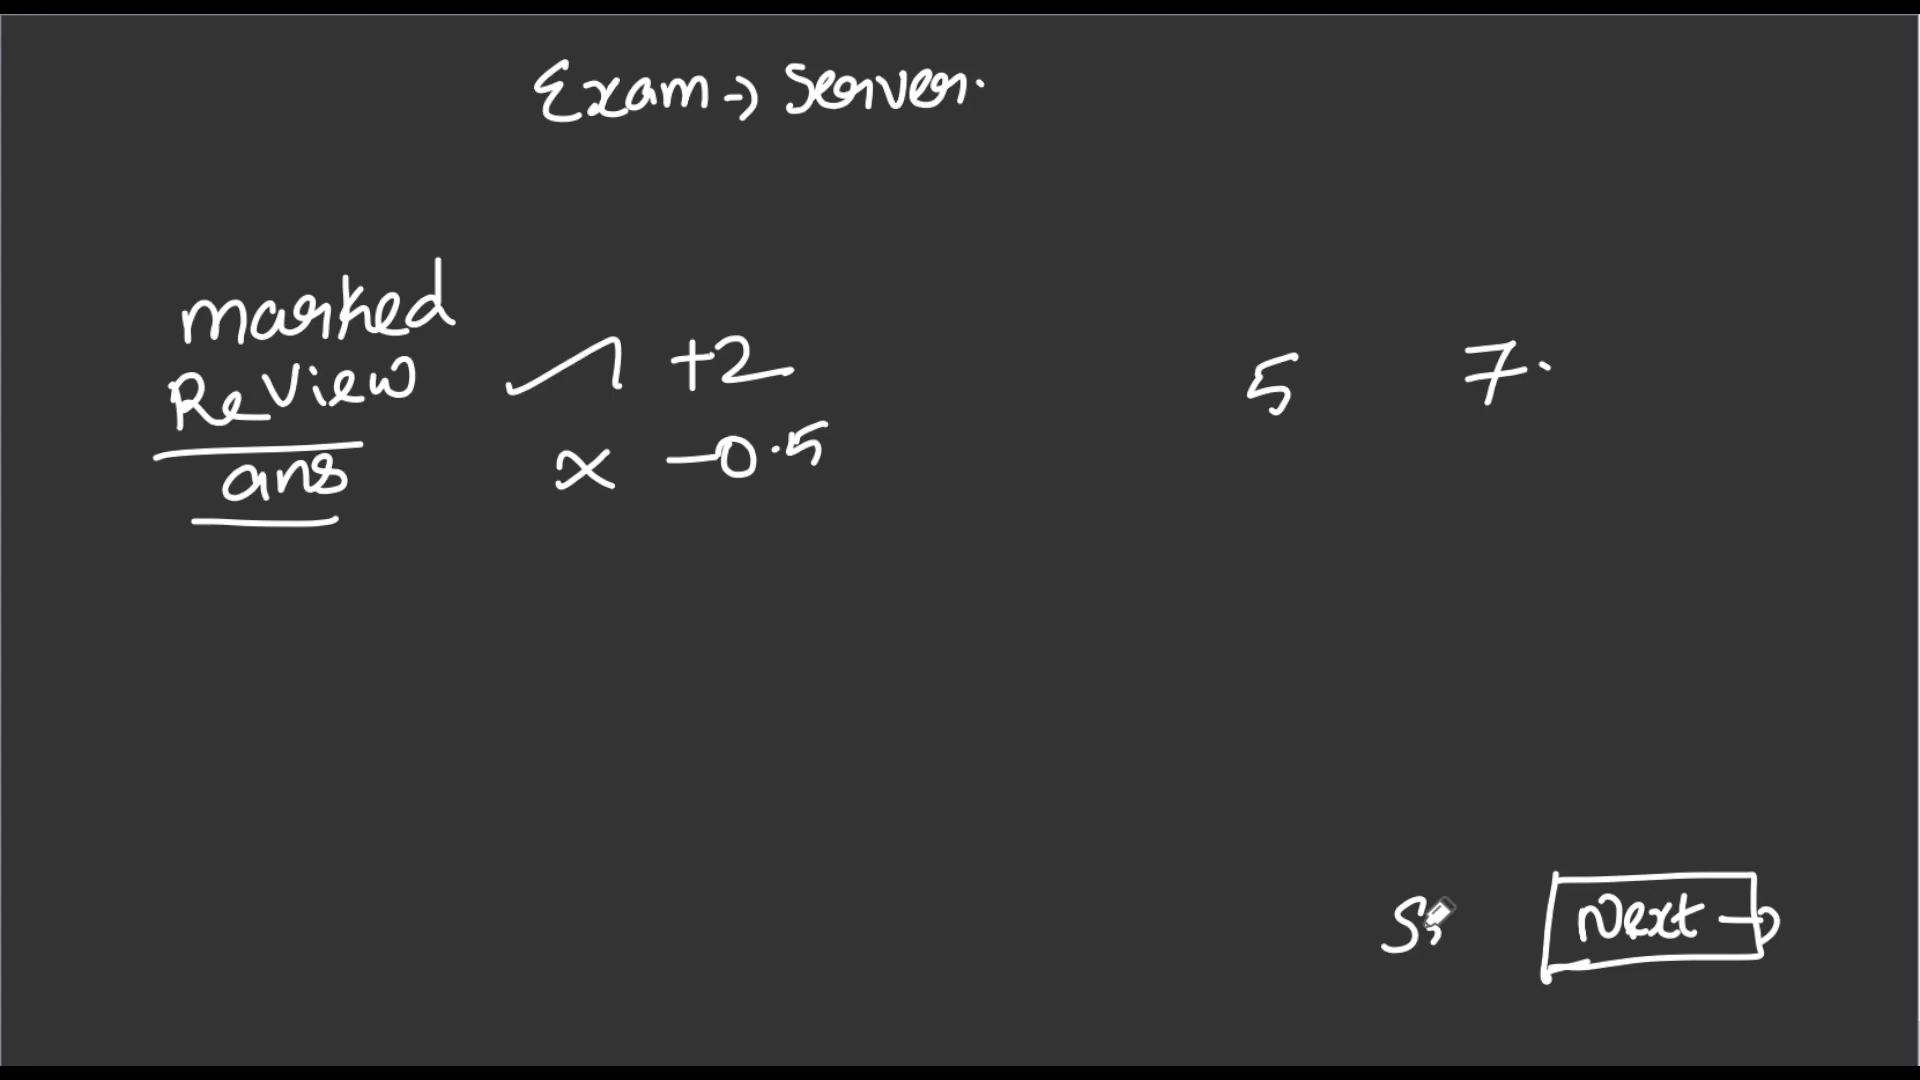 Exam → Server.
marked
Review ✓ +2
ans × -0.5
5 7.
Next →